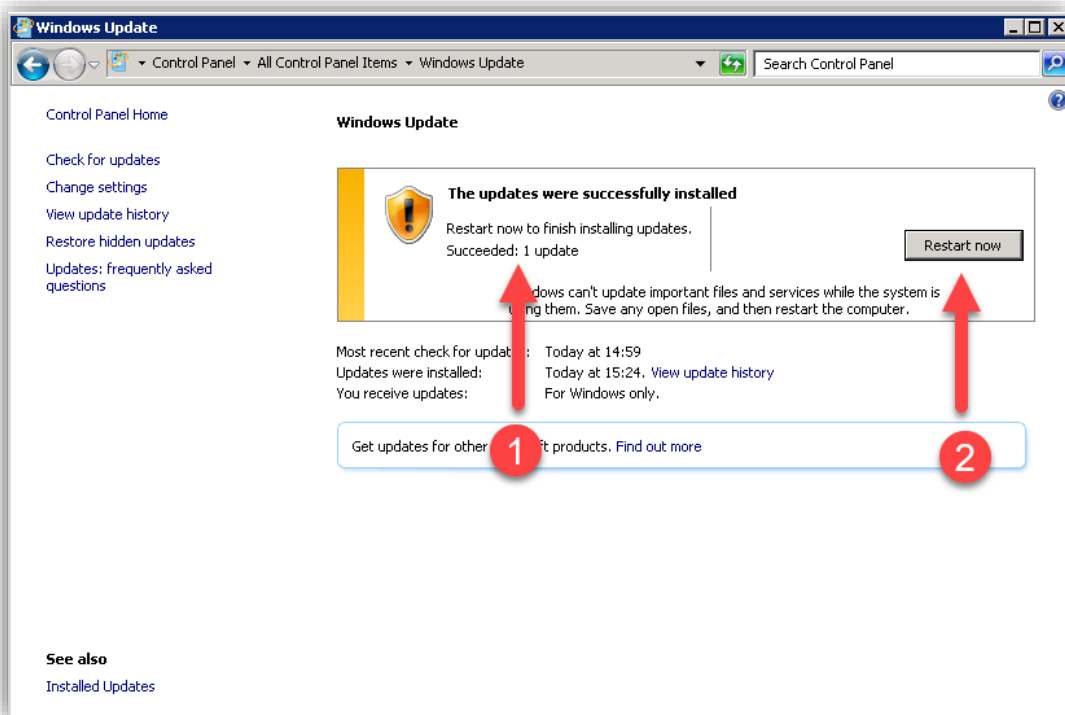 Windows Update
Control Panel All Control Panel Items Windows Update
Search Control Panel
Control Panel Home
Check for updates
Change settings
View update history
Restore hidden updates
Updates: frequently asked
questions
Windows Update
The updates were successfully installed
Restart now to finish installing updates.
Succeeded: 1 update
Restart now
dows can't update important files and services while the system is
ng them. Save any open files, and then restart the computer.
Most recent check for update :
Today at 14:59
Updates were installed:
Today at 15:24. View update history
You receive updates:
For Windows only.
Get updates for other ft products. Find out more
1
2
See also
Installed Updates